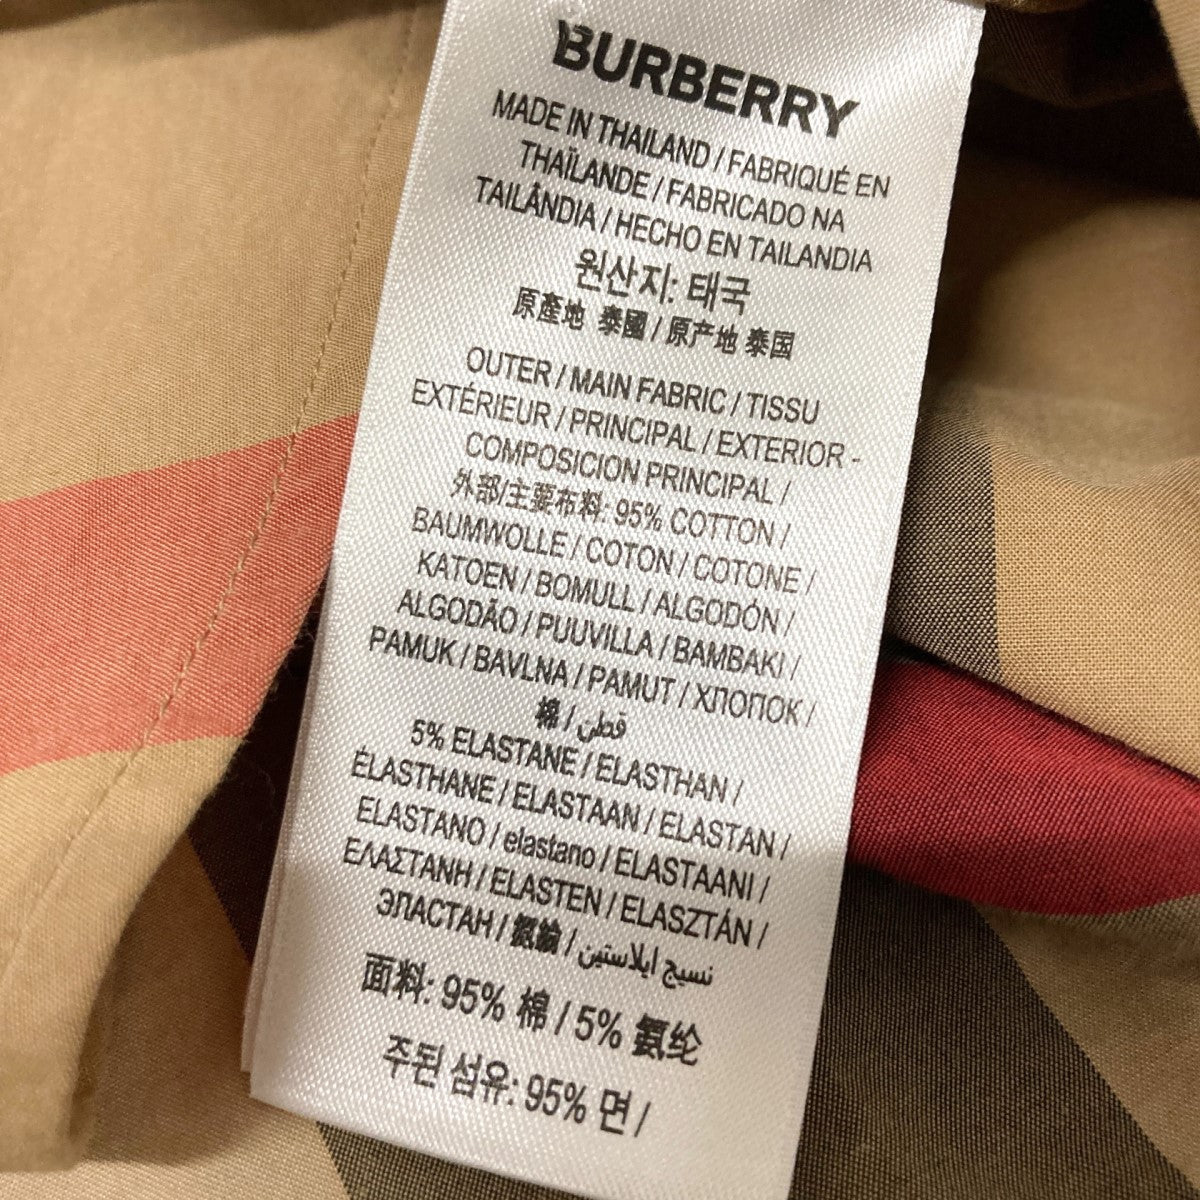 BURBERRY
MADE IN THAILAND / FABRIQUÉ EN
THAÏLANDE / FABRICADO NA
TAILÂNDIA / HECHO EN TAILANDIA
원산지: 태국
原產地 泰國 / 原产地 泰国
OUTER / MAIN FABRIC / TISSU
EXTÉRIEUR / PRINCIPAL / EXTERIOR -
COMPOSICION PRINCIPAL /
外部/主要布料: 95% COTTON /
BAUMWOLLE / COTON / COTONE /
KATOEN / BOMULL / ALGODÓN /
ALGODÃO / PUUVILLA / ΒΑΜΒΑΚΙ /
PAMUK / BAVLNA / PAMUT / ХЛОПОК /
棉 / قطن
5% ELASTANE / ELASTHAN /
ÉLASTHANE / ELASTAAN / ELASTAN /
ELASTANO / elastano / ELASTAANI /
ΕΛΑΣΤΑΝΗ / ELASTEN / ELASZTÁN /
ЭЛАСТАН / 氨綸 / نسيج ايلاستين
面料: 95% 棉 / 5% 氨纶
주된 섬유: 95% 면 /